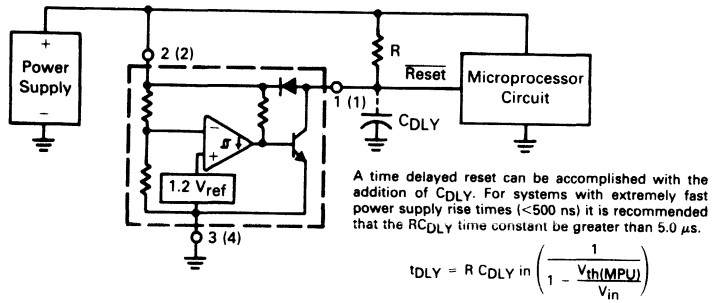 +
Power
Supply
−
2 (2)
R
Reset
1 (1)
Microprocessor
Circuit
CDLY
−
+
1.2 Vref
3 (4)
A time delayed reset can be accomplished with the
addition of CDLY. For systems with extremely fast
power supply rise times (<500 ns) it is recommended
that the RCDLY time constant be greater than 5.0 μs.
tDLY = R CDLY in ( 1 / ( 1 − Vth(MPU) / Vin ) )